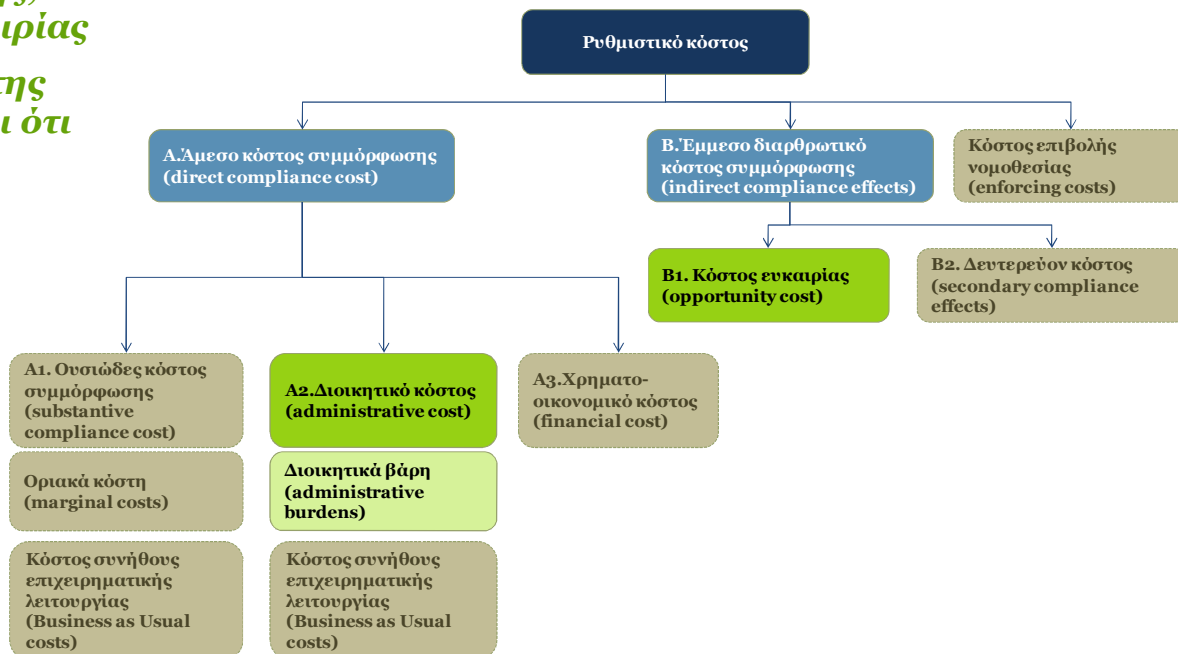 ιρίας
της
ι ότι
Ρυθμιστικό κόστος
Α.Άμεσο κόστος συμμόρφωσης
(direct compliance cost)
Β.Έμμεσο διαρθρωτικό
κόστος συμμόρφωσης
(indirect compliance effects)
Κόστος επιβολής
νομοθεσίας
(enforcing costs)
Β1. Κόστος ευκαιρίας
(opportunity cost)
Β2. Δευτερεύον κόστος
(secondary compliance
effects)
Α1. Ουσιώδες κόστος
συμμόρφωσης
(substantive
compliance cost)
Α2.Διοικητικό κόστος
(administrative cost)
Α3.Χρηματο-
οικονομικό κόστος
(financial cost)
Οριακά κόστη
(marginal costs)
Διοικητικά βάρη
(administrative
burdens)
Κόστος συνήθους
επιχειρηματικής
λειτουργίας
(Business as Usual
costs)
Κόστος συνήθους
επιχειρηματικής
λειτουργίας
(Business as Usual
costs)